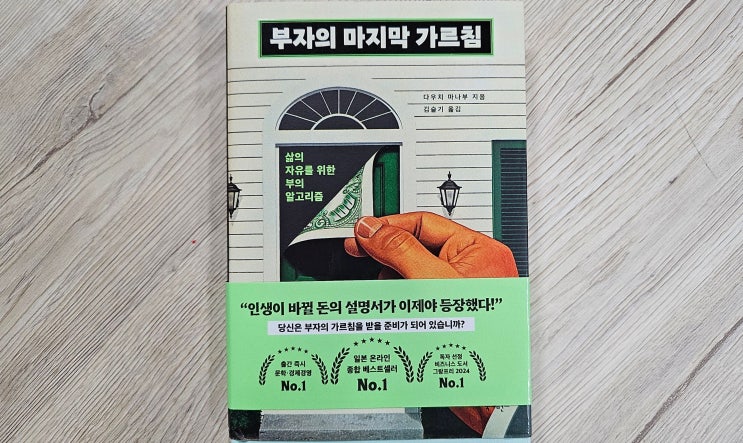 부자의 마지막 가르침
다우치 마나부 지음
김슬기 옮김
삶의
자유를 위한
부의
알고리즘
“인생이 바뀔 돈의 설명서가 이제야 등장했다!”
당신은 부자의 가르침을 받을 준비가 되어 있습니까?
출간 즉시
문학·경제경영
No.1
일본 온라인
종합 베스트셀러
No.1
독자 선정
비즈니스 도서
그랑프리 2024
No.1